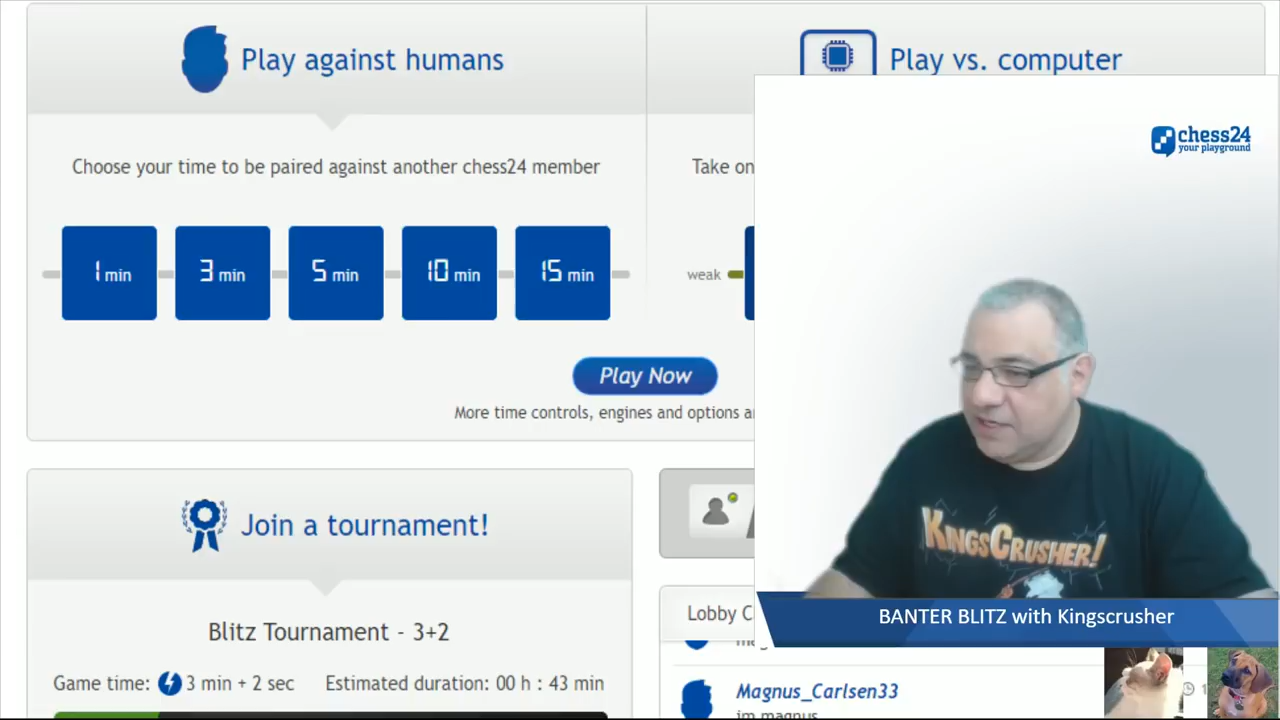 Play against humans
Play vs. computer
Choose your time to be paired against another chess24 member
Take on
1 min
3 min
5 min
10 min
15 min
weak
Play Now
More time controls, engines and options a
chess24
your playground
KINGSCRUSHER!
BANTER BLITZ with Kingscrusher
Join a tournament!
Blitz Tournament - 3+2
Game time: 3 min + 2 sec
Estimated duration: 00 h : 43 min
Lobby C
Magnus_Carlsen33
im magnus